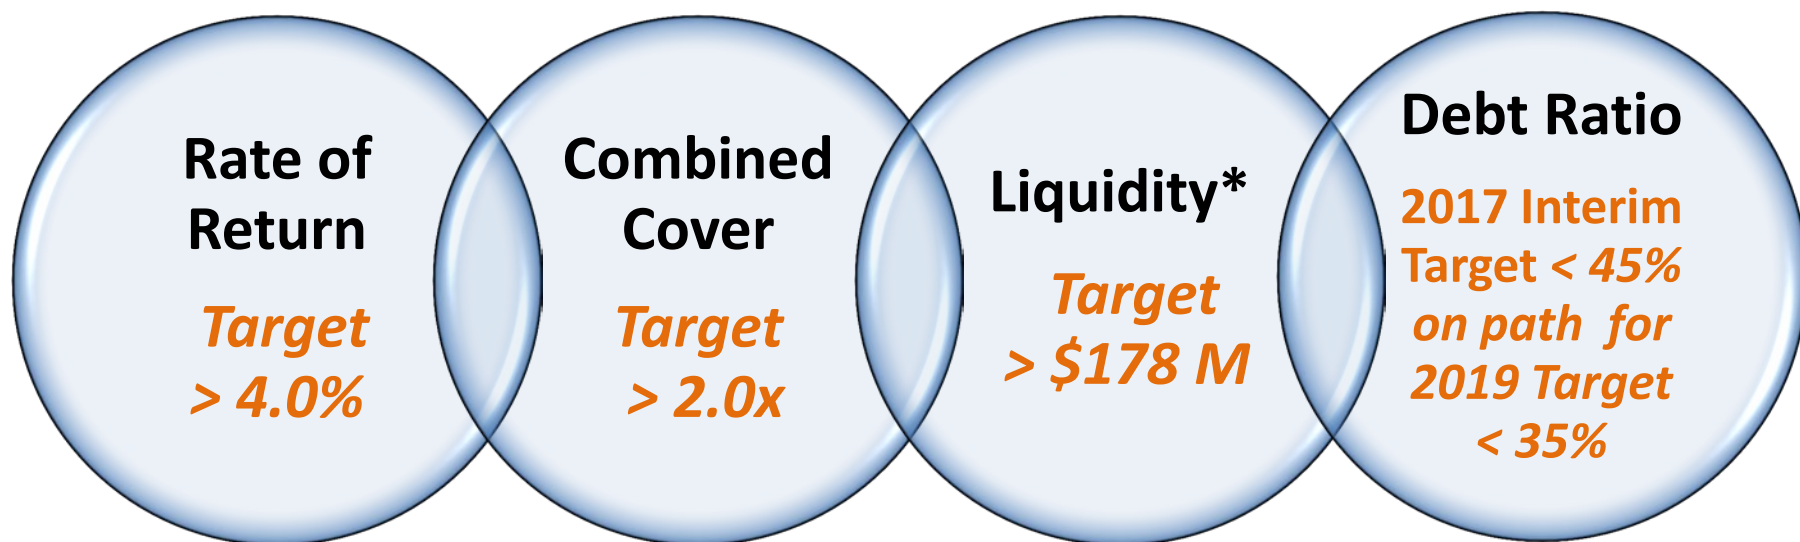 Rate of
Return
Target
> 4.0%
Combined
Cover
Target
> 2.0x
Liquidity*
Target
> $178 M
Debt Ratio
2017 Interim
Target < 45%
on path for
2019 Target
< 35%